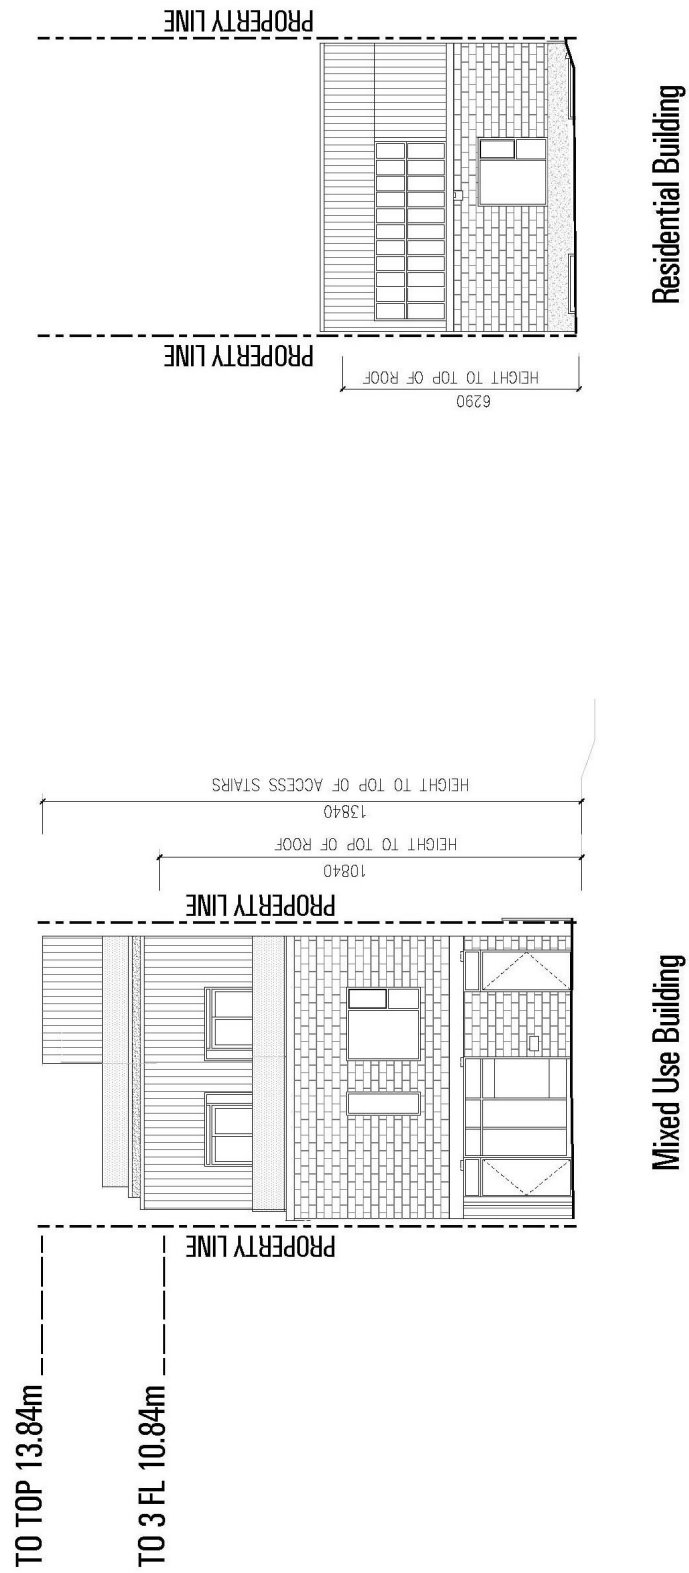 TO TOP 13.84m
TO 3 FL 10.84m
PROPERTY LINE
PROPERTY LINE
10840
HEIGHT TO TOP OF ROOF
13840
HEIGHT TO TOP OF ACCESS STAIRS
6290
HEIGHT TO TOP OF ROOF
PROPERTY LINE
PROPERTY LINE
Mixed Use Building
Residential Building